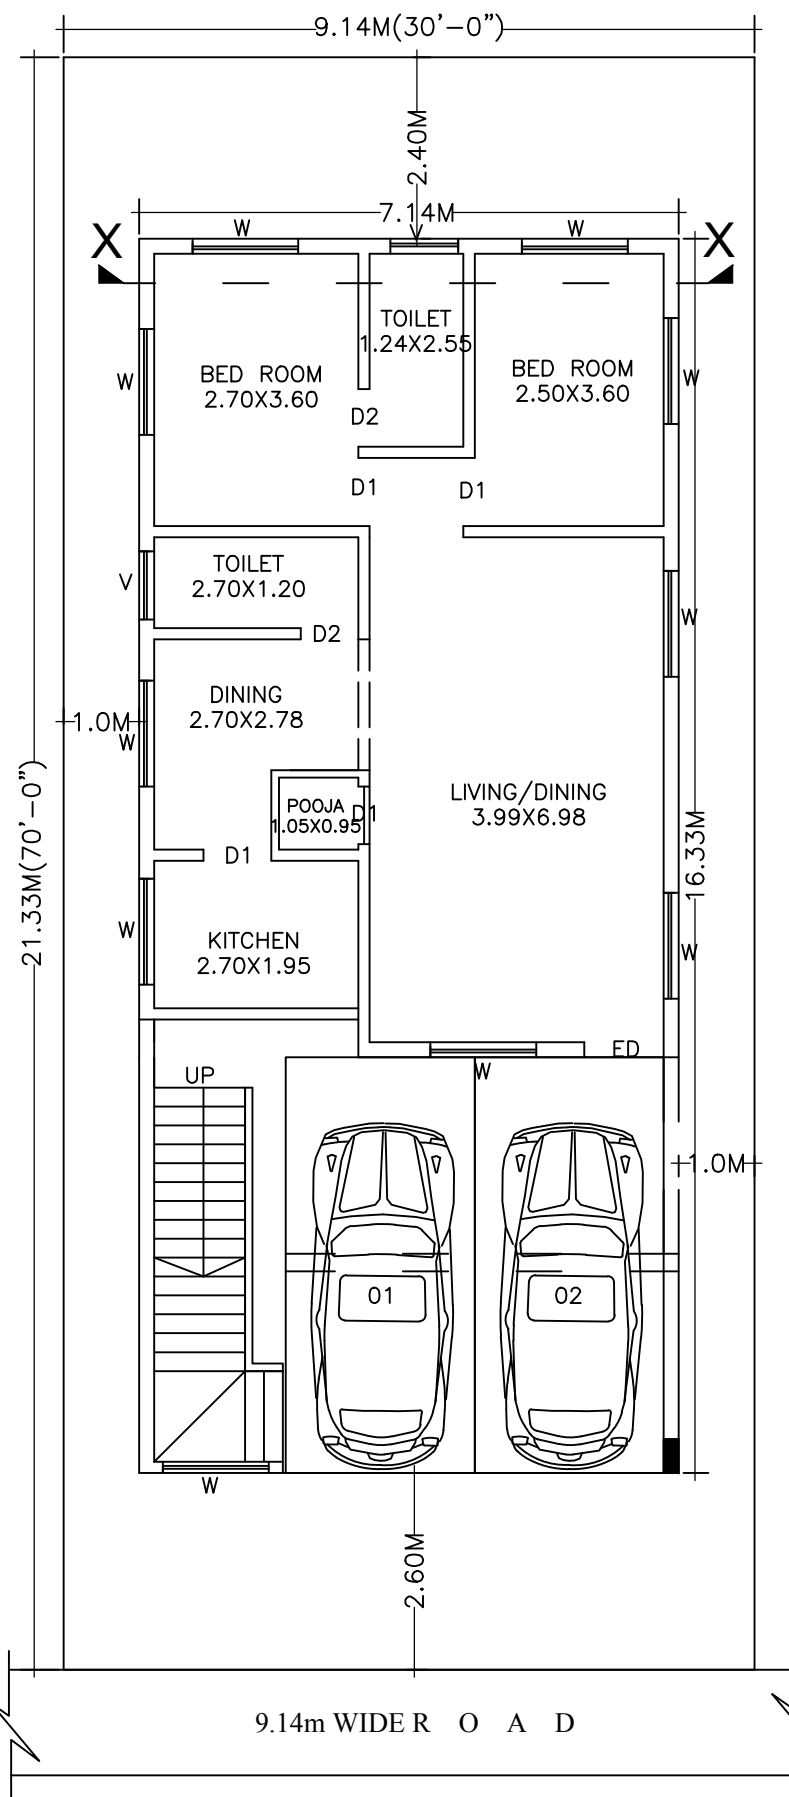 9.14M(30'-0")
2.40M
7.14M
X
W
W
X
TOILET
1.24X2.55
BED ROOM
2.70X3.60
BED ROOM
2.50X3.60
W
W
D2
D1
D1
TOILET
2.70X1.20
V
W
D2
DINING
2.70X2.78
1.0M
W
LIVING/DINING
3.99X6.98
POOJA
1.05X0.95
D1
D1
21.33M(70'-0")
16.33M
W
KITCHEN
2.70X1.95
W
ED
W
UP
1.0M
01
02
W
2.60M
9.14m WIDE R O A D